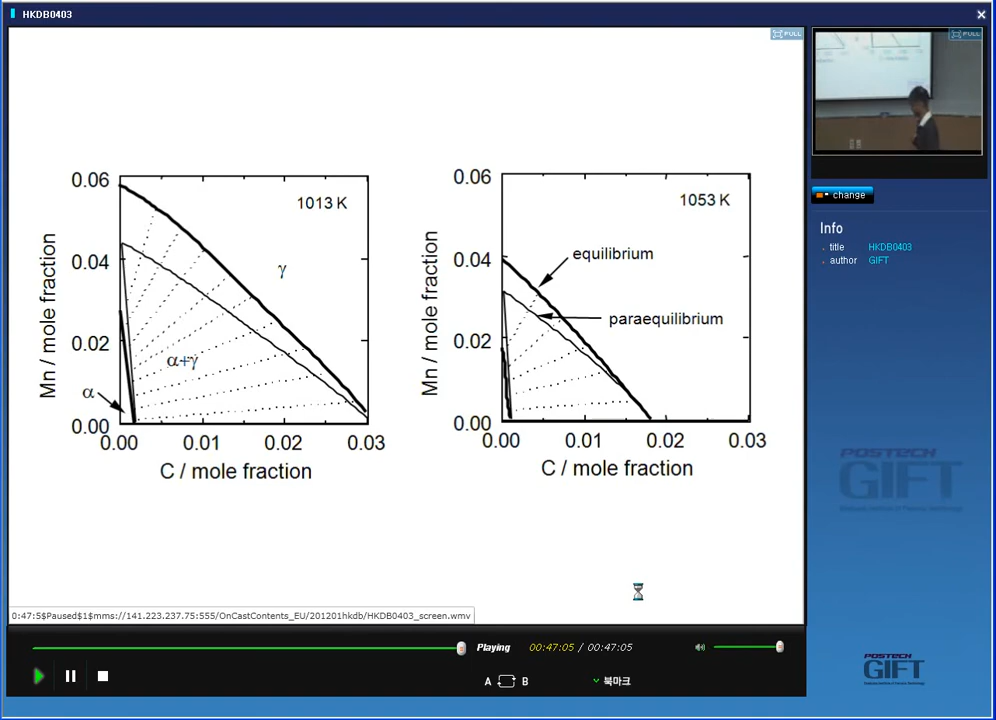 HKDB0403
FULL
FULL
change
Info
title HKDB0403
author GIFT
POSTECH
GIFT
0.06
0.04
0.02
0.00
0.00 0.01 0.02 0.03
Mn / mole fraction
C / mole fraction
1013 K
γ
α+γ
α
0.06
0.04
0.02
0.00
0.00 0.01 0.02 0.03
Mn / mole fraction
C / mole fraction
1053 K
equilibrium
paraequilibrium
0:47:5$Paused$1$mms://141.223.237.75:555/OnCastContents_EU/201201hkdb/HKDB0403_screen.wmv
Playing 00:47:05 / 00:47:05
A B 북마크
POSTECH
GIFT